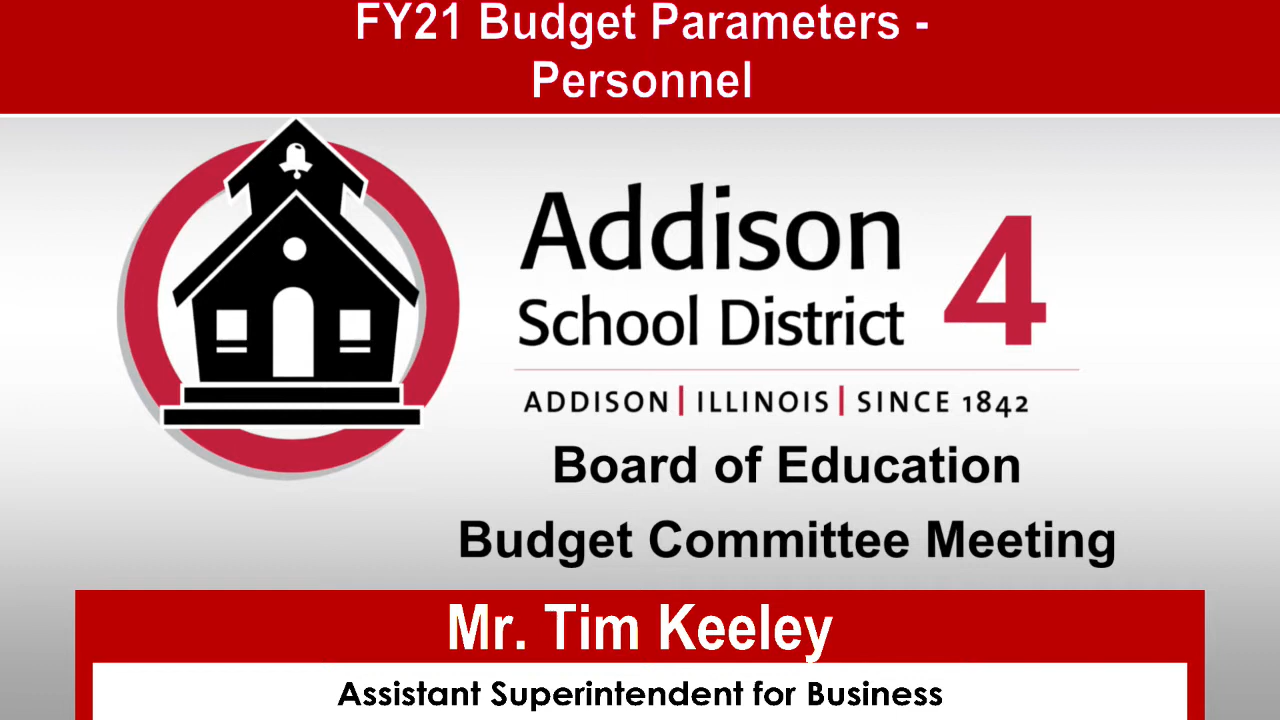 FY21 Budget Parameters -
Personnel
Addison
School District 4
ADDISON | ILLINOIS | SINCE 1842
Board of Education
Budget Committee Meeting
Mr. Tim Keeley
Assistant Superintendent for Business